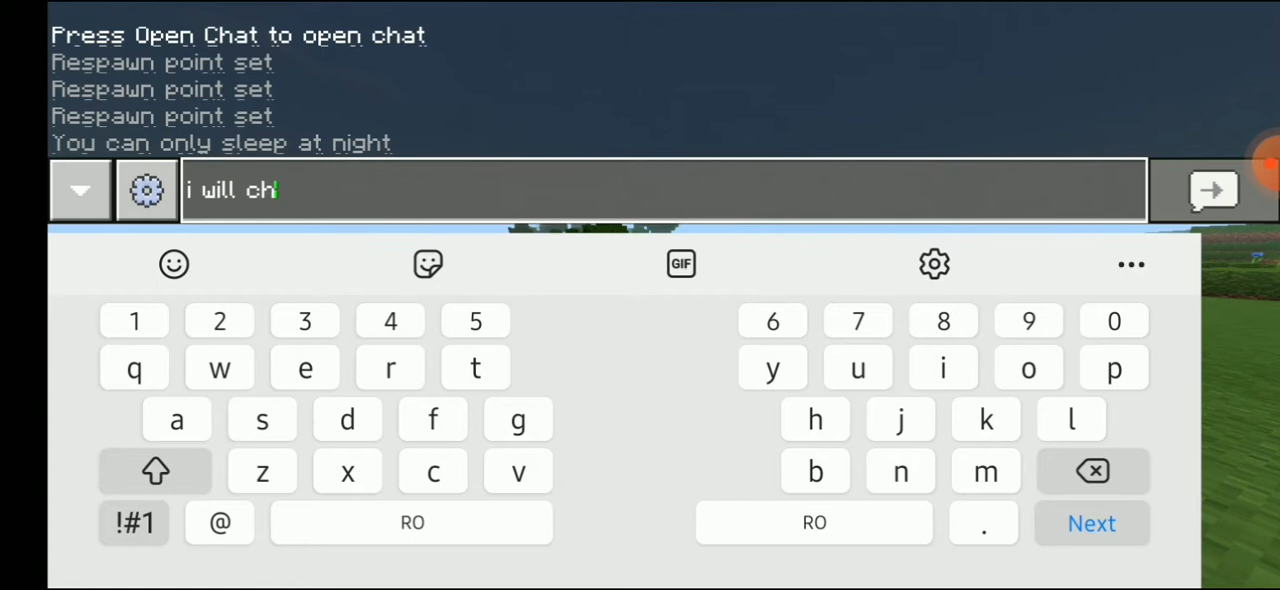 Press Open Chat to open chat
Respawn point set
Respawn point set
Respawn point set
You can only sleep at night
i will ch
GIF
1 2 3 4 5 6 7 8 9 0
q w e r t y u i o p
a s d f g h j k l
z x c v b n m
!#1 @ RO RO . Next